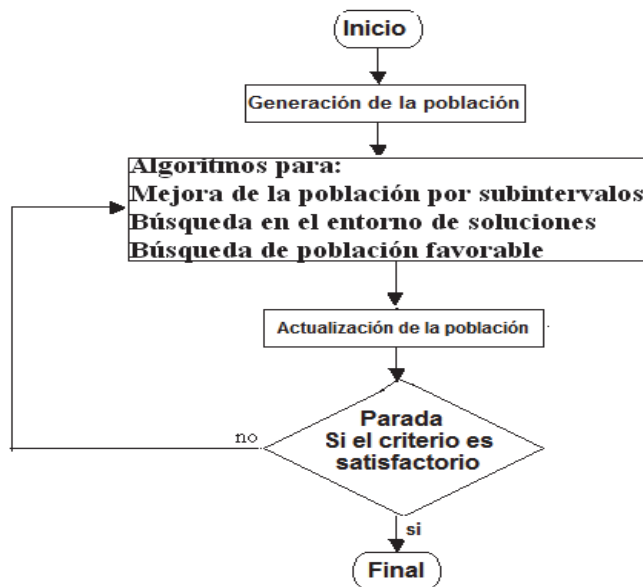 Inicio
Generación de la población
Algoritmos para:
Mejora de la población por subintervalos
Búsqueda en el entorno de soluciones
Búsqueda de población favorable
Actualización de la población
Parada
Si el criterio es
satisfactorio
no
si
Final